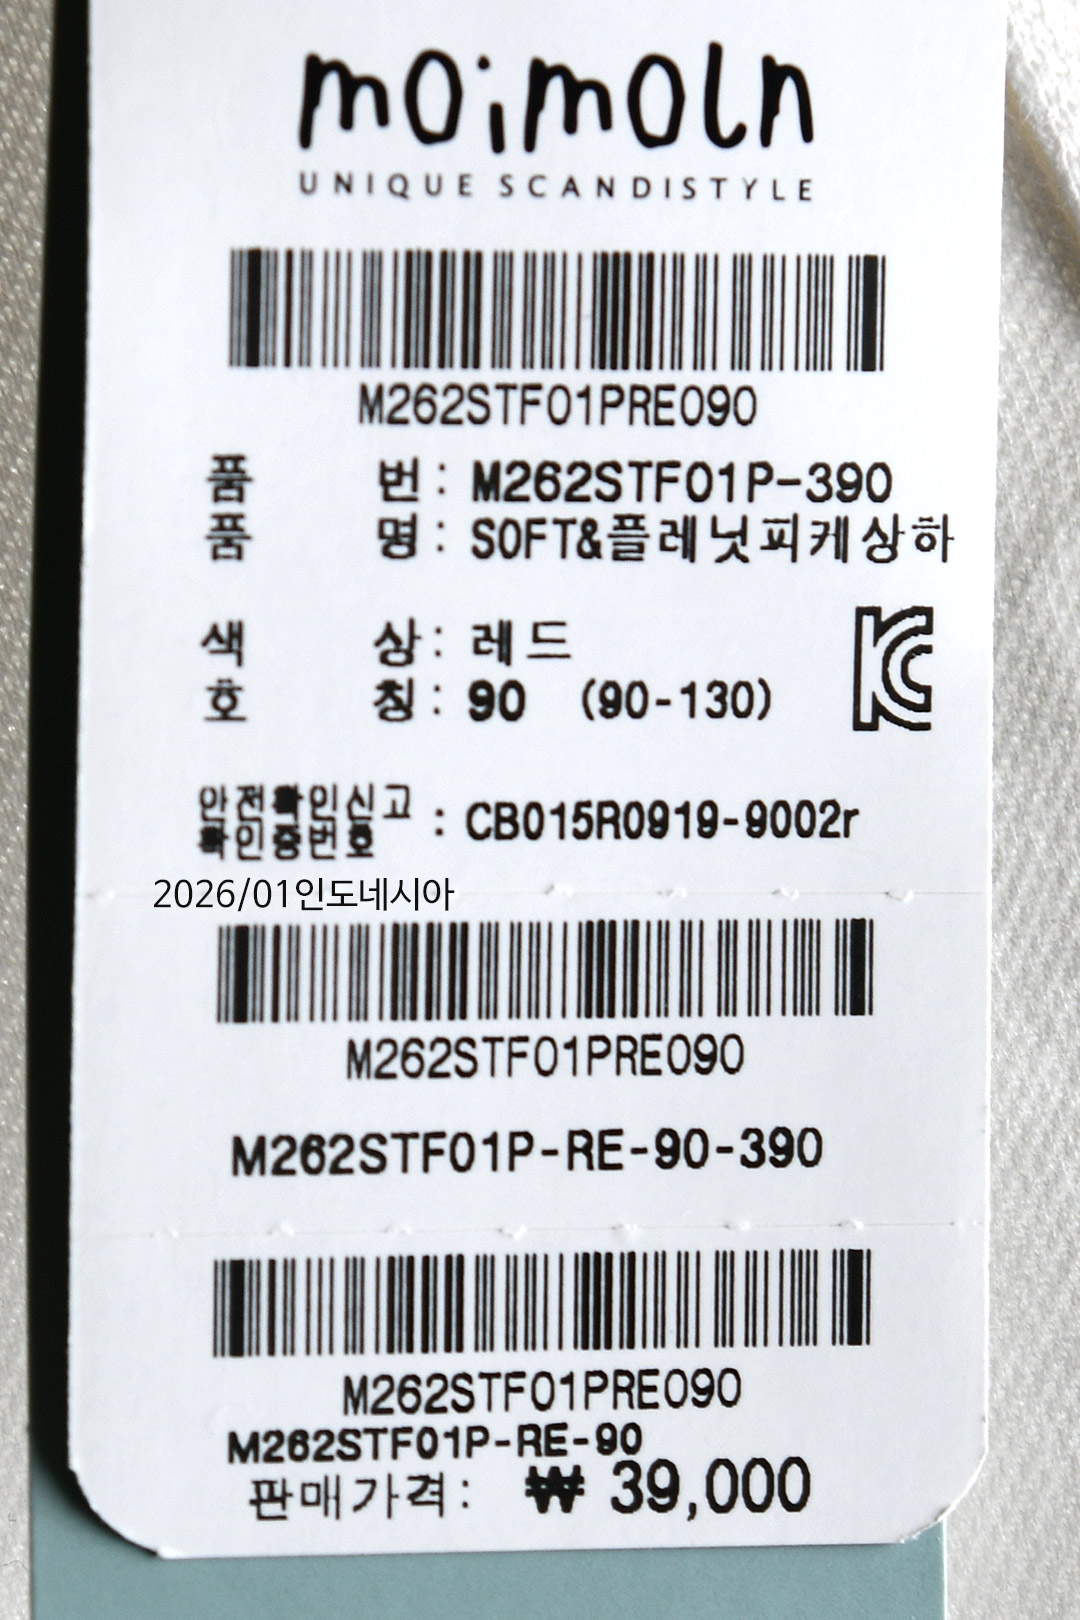 moimoln
UNIQUE SCANDISTYLE
M262STF01PRE090
품 번 : M262STF01P-390
품 명 : SOFT&플레닛피케상하
색 상 : 레드
호 칭 : 90 (90-130)
안전확인신고
확인증번호 : CB015R0919-9002r
2026/01인도네시아
M262STF01PRE090
M262STF01P-RE-90-390
M262STF01PRE090
M262STF01P-RE-90
판매가격 : ₩ 39,000